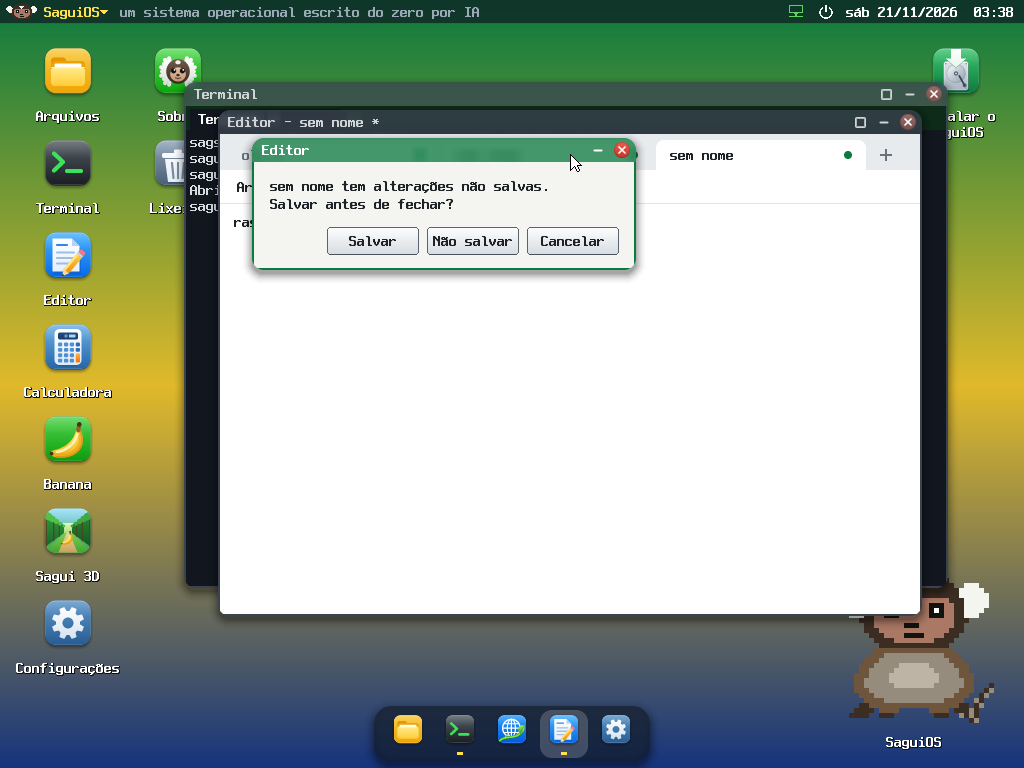 SaguiOS um sistema operacional escrito do zero por IA
sáb 21/11/2026 03:38
Arquivos
Terminal
Editor
Calculadora
Banana
Sagui 3D
Configurações
Terminal
Editor - sem nome *
sem nome
Editor
sem nome tem alterações não salvas.
Salvar antes de fechar?
Salvar
Não salvar
Cancelar
SaguiOS